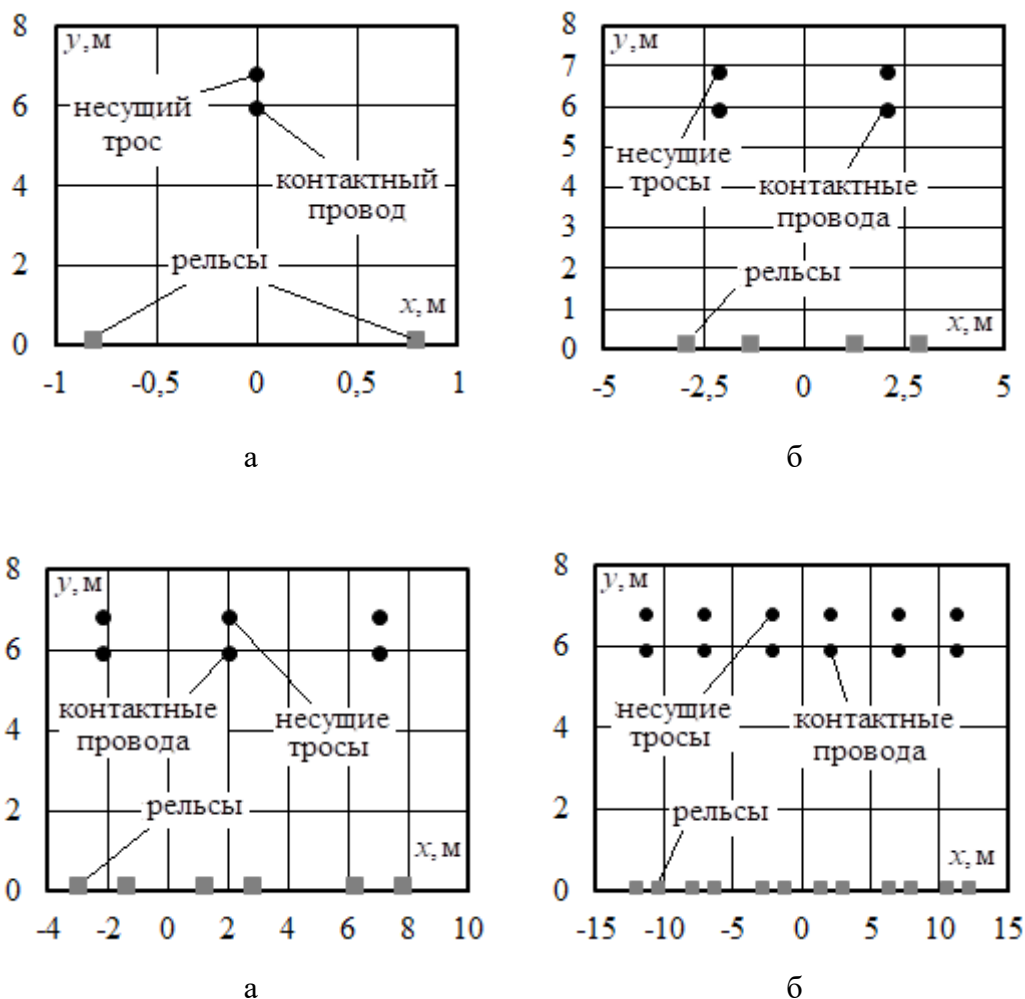 8
y, м
6
несущий
трос
контактный
провод
4
рельсы
2
x, м
0
-1 -0,5 0 0,5 1
а
8
y, м
7
6
5
несущие
тросы
контактные
провода
4
3
рельсы
2
1
x, м
0
-5 -2,5 0 2,5 5
б
8
y, м
6
контактные
провода
несущие
тросы
4
рельсы
2
x, м
0
-4 -2 0 2 4 6 8 10
а
8
y, м
6
несущие
тросы
контактные
провода
4
рельсы
2
x, м
0
-15 -10 -5 0 5 10 15
б